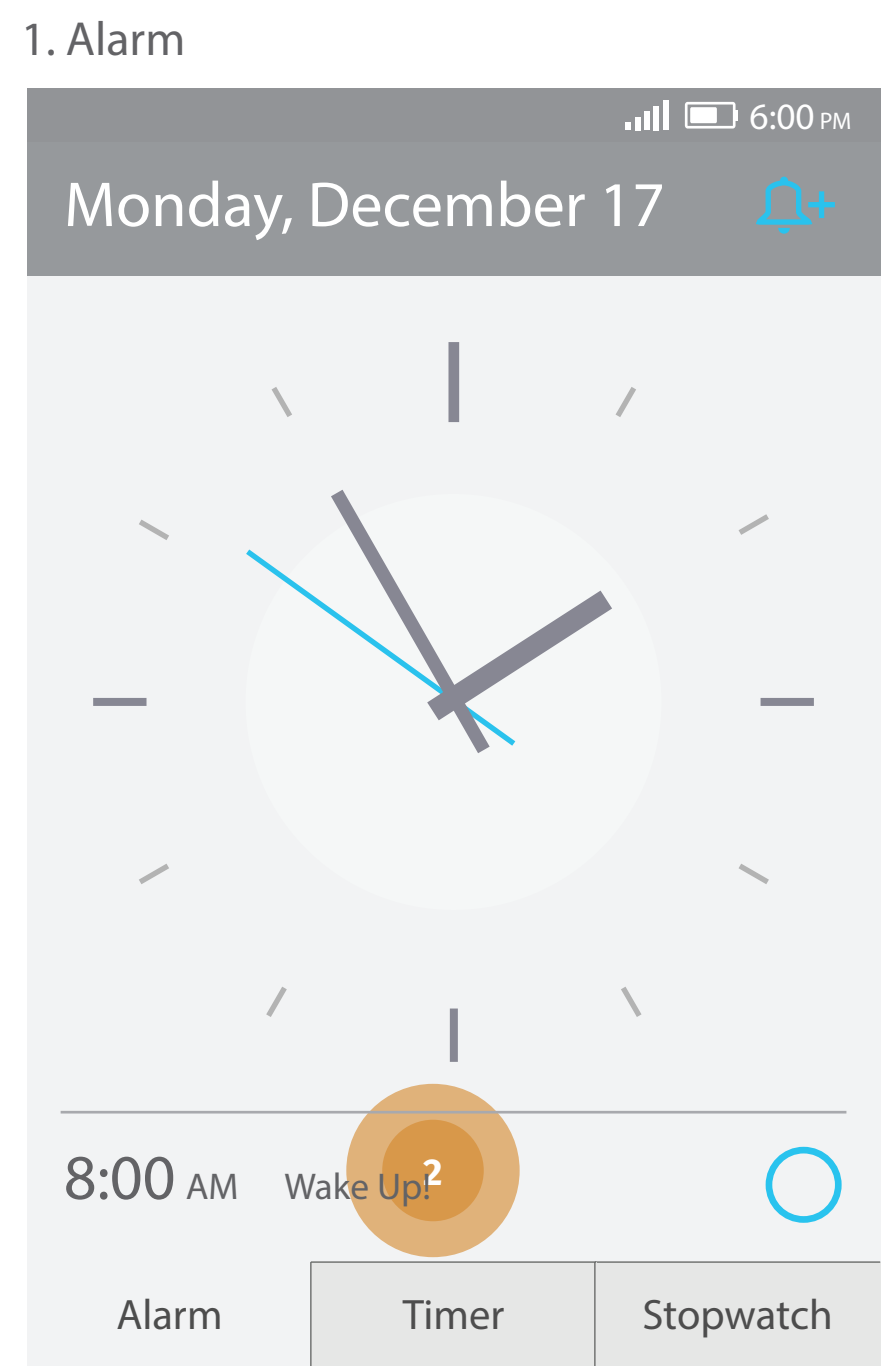 1. Alarm
6:00 PM
Monday, December 17
2
8:00 AM Wake Up!
Alarm Timer Stopwatch